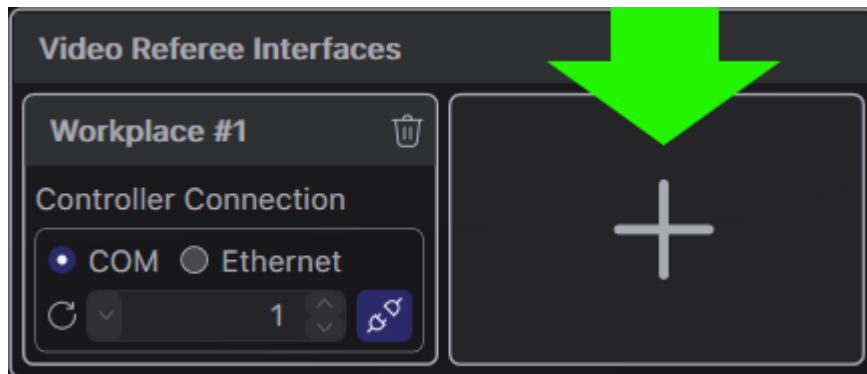 Video Referee Interfaces
Workplace #1
Controller Connection
COM Ethernet
1